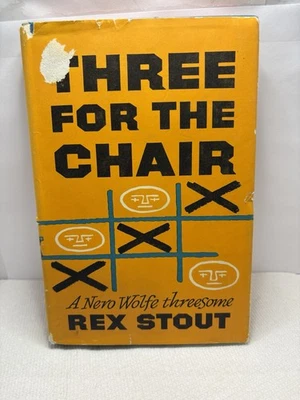 THREE
FOR THE
CHAIR
A Nero Wolfe threesome
REX STOUT